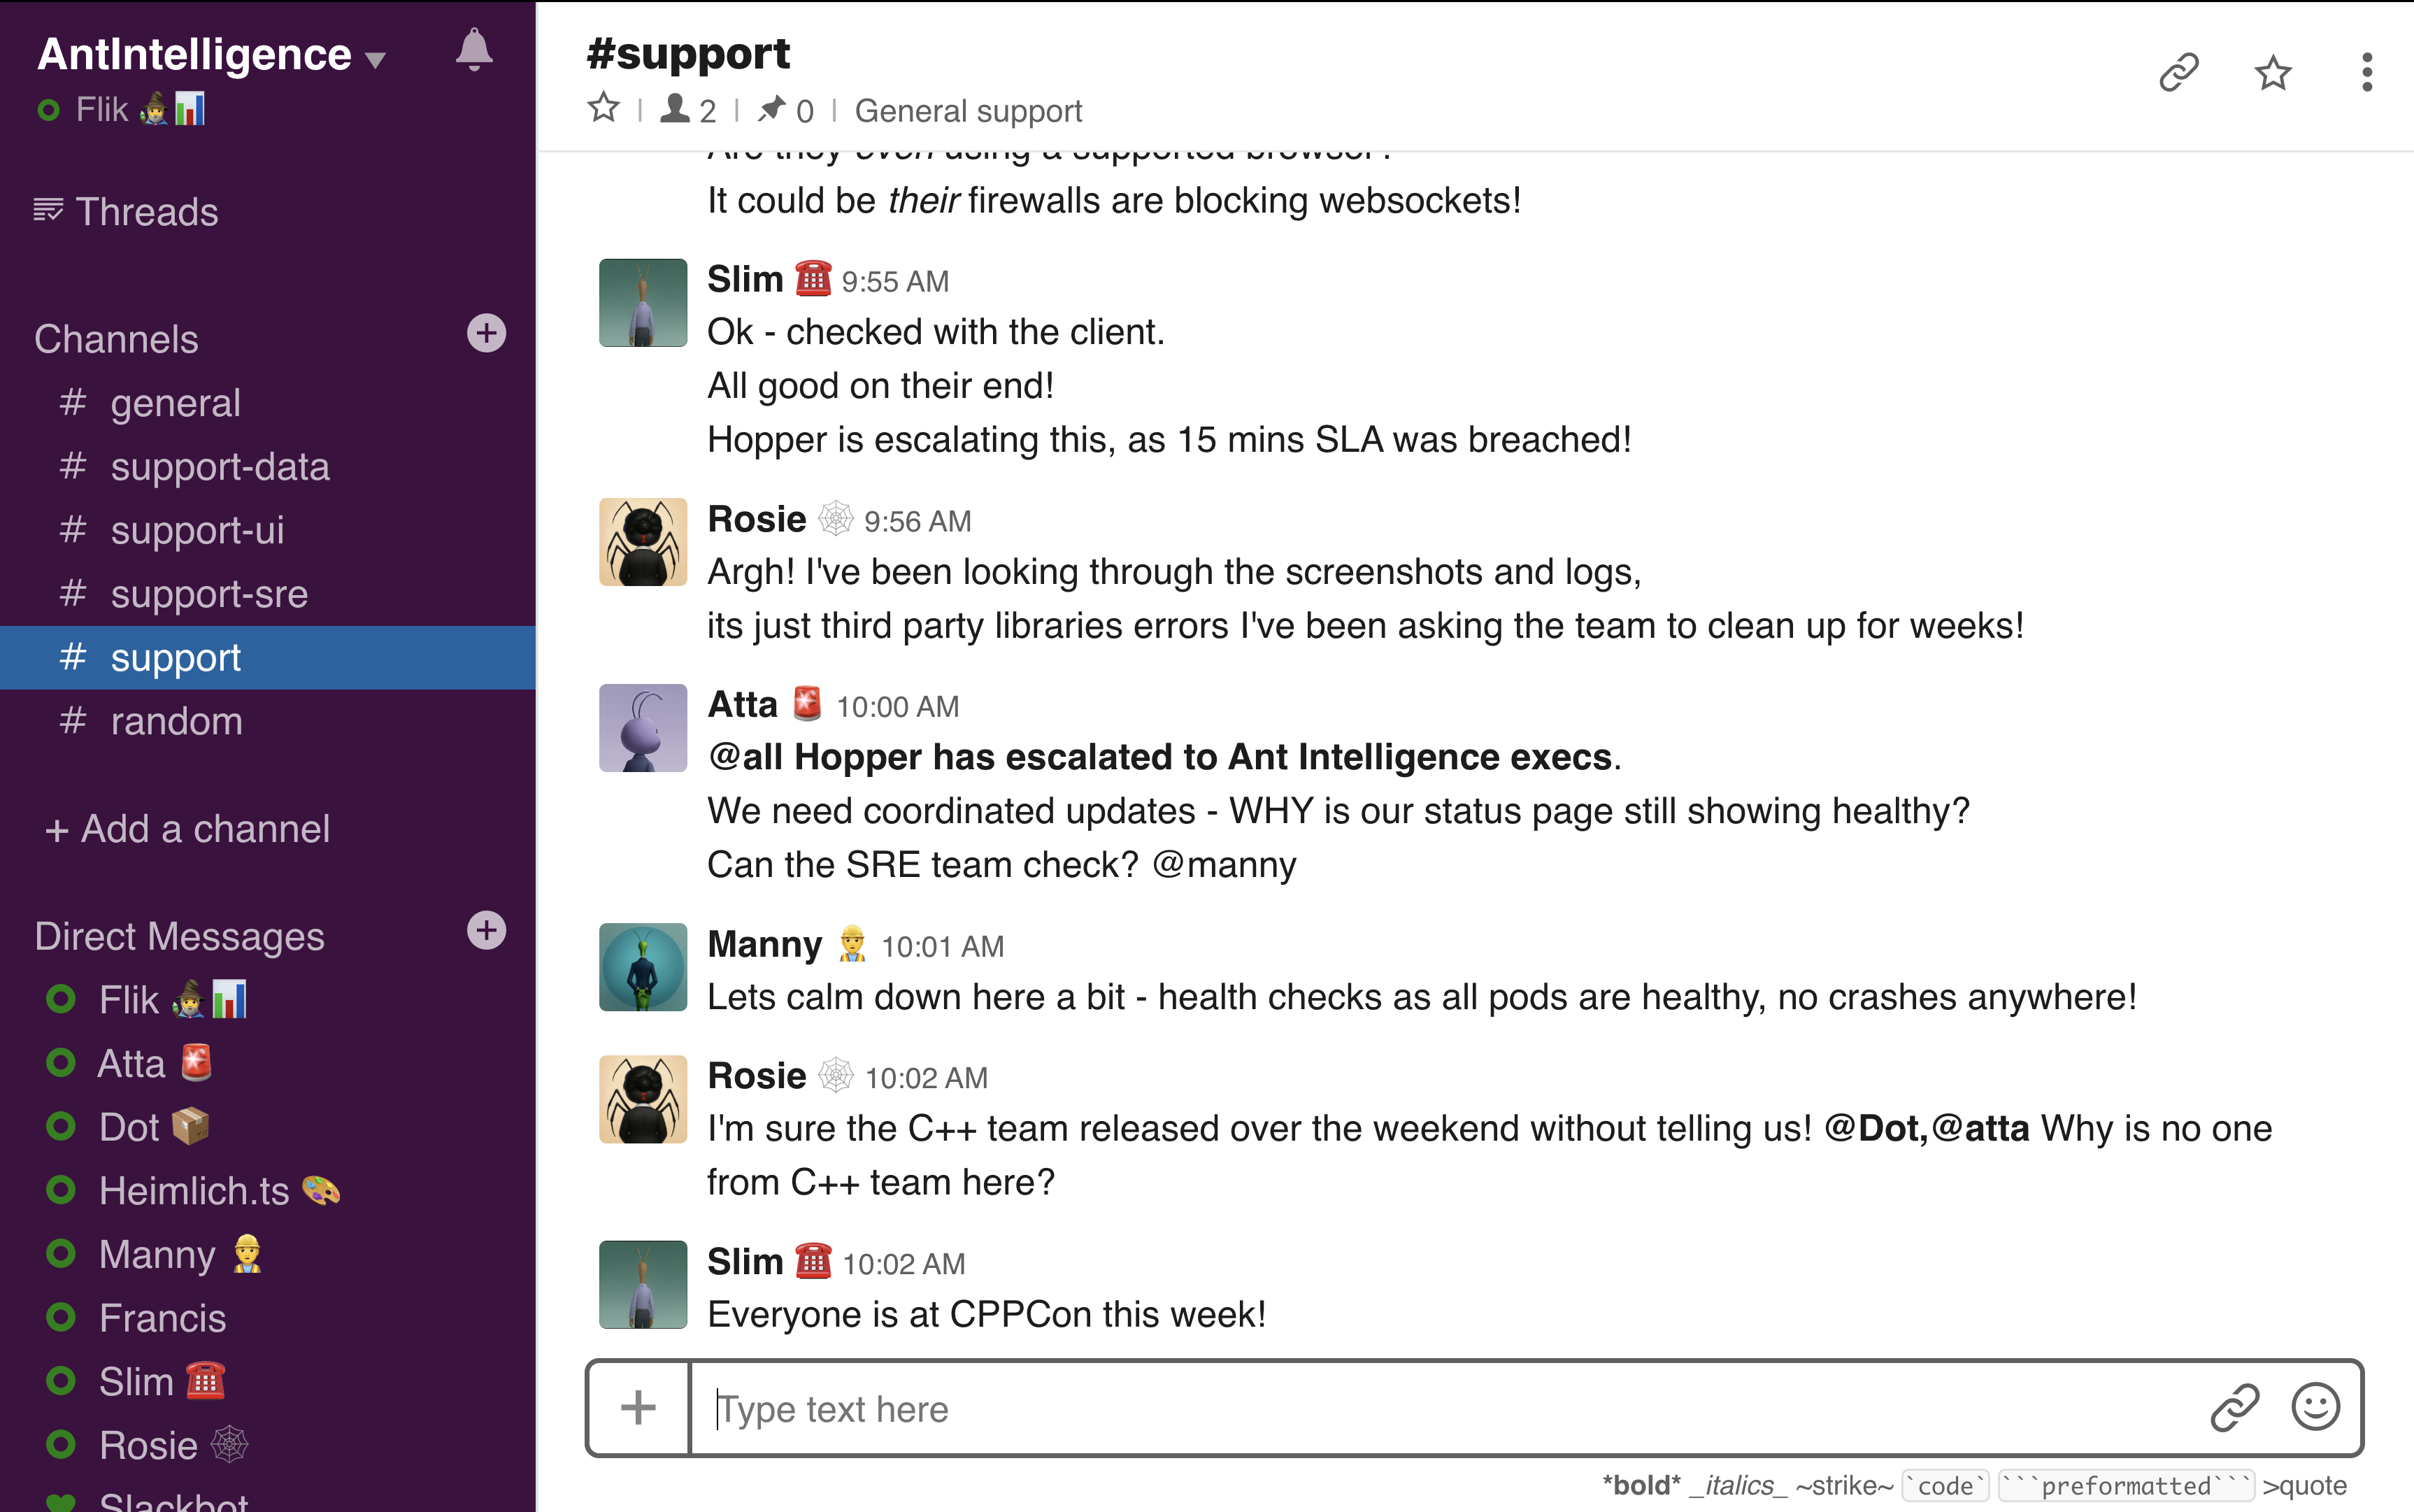 AntIntelligence
Flik
Threads
Channels
# general
# support-data
# support-ui
# support-sre
# support
# random
+ Add a channel
Direct Messages
Flik
Atta
Dot
Heimlich.ts
Manny
Francis
Slim
Rosie
Slackbot
#support
2 | 0 | General support
Are they even using a supported browser?
It could be their firewalls are blocking websockets!
Slim 9:55 AM
Ok - checked with the client.
All good on their end!
Hopper is escalating this, as 15 mins SLA was breached!
Rosie 9:56 AM
Argh! I've been looking through the screenshots and logs,
its just third party libraries errors I've been asking the team to clean up for weeks!
Atta 10:00 AM
@all Hopper has escalated to Ant Intelligence execs.
We need coordinated updates - WHY is our status page still showing healthy?
Can the SRE team check? @manny
Manny 10:01 AM
Lets calm down here a bit - health checks as all pods are healthy, no crashes anywhere!
Rosie 10:02 AM
I'm sure the C++ team released over the weekend without telling us! @Dot,@atta Why is no one
from C++ team here?
Slim 10:02 AM
Everyone is at CPPCon this week!
Type text here
*bold* _italics_ ~strike~ `code` ```preformatted``` >quote